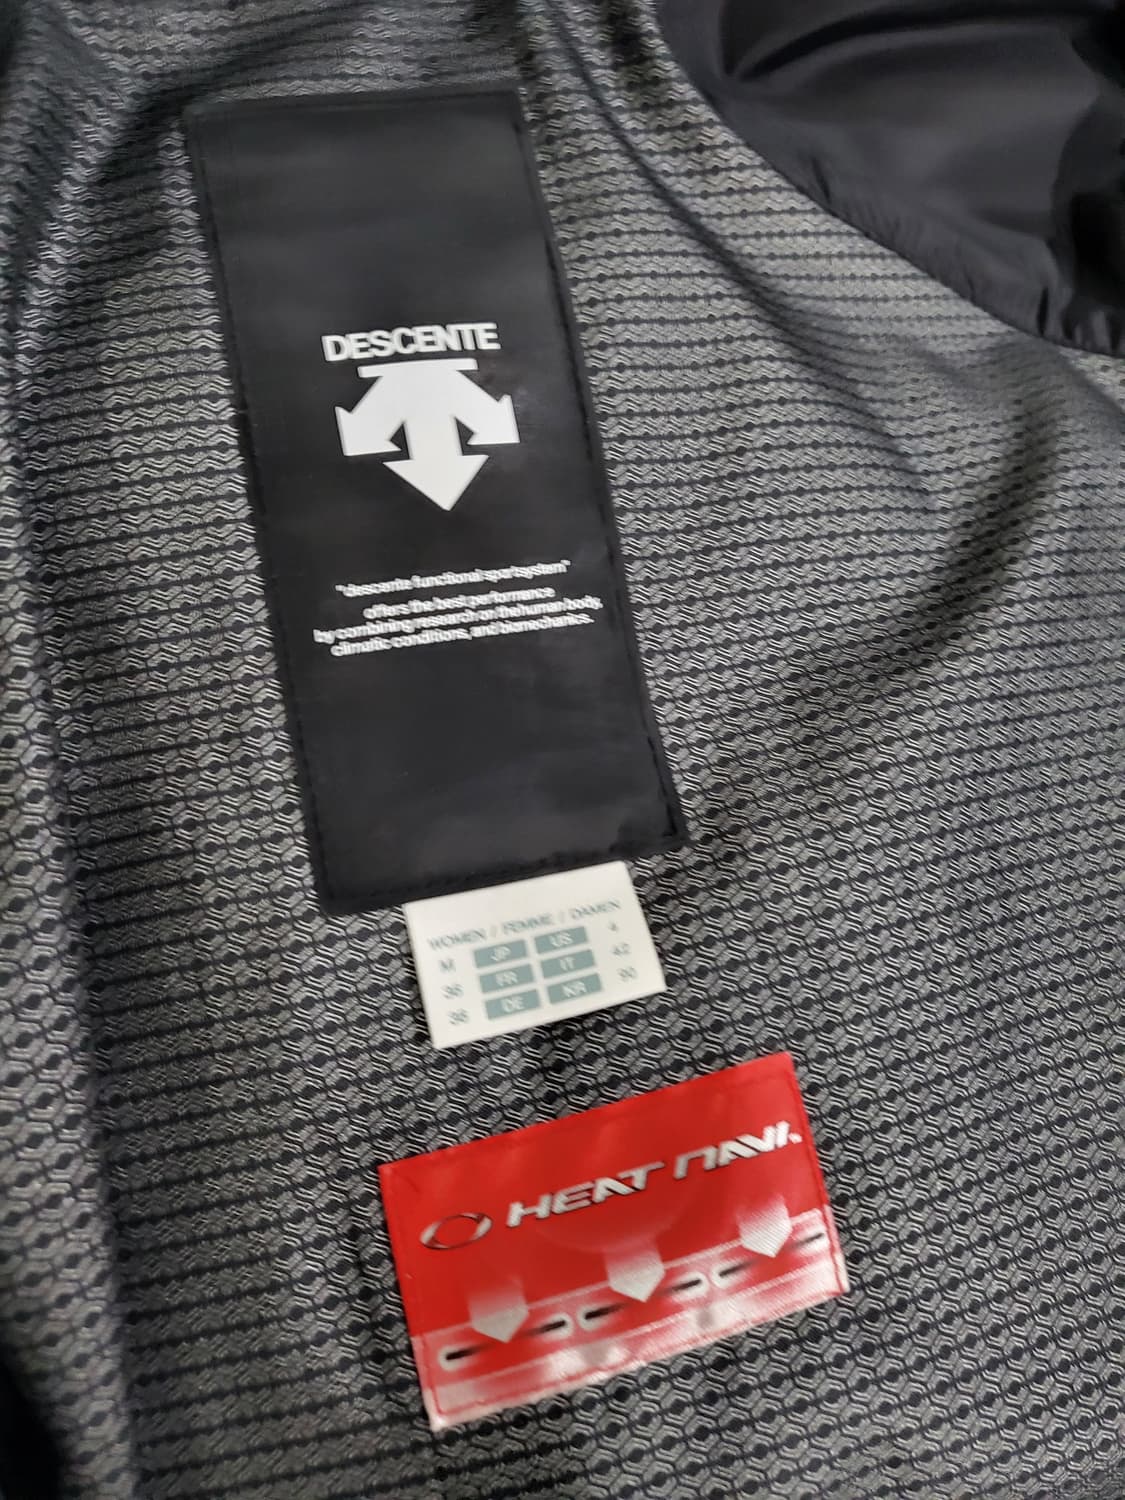 DESCENTE
"descente functional sportsystem"
offers the best performance
by combining research on the human body,
climatic conditions, and biomechanics.
WOMEN / FEMME / DAMEN
M JP US 4
36 FR IT 42
36 DE KR 90
HEAT NAVI